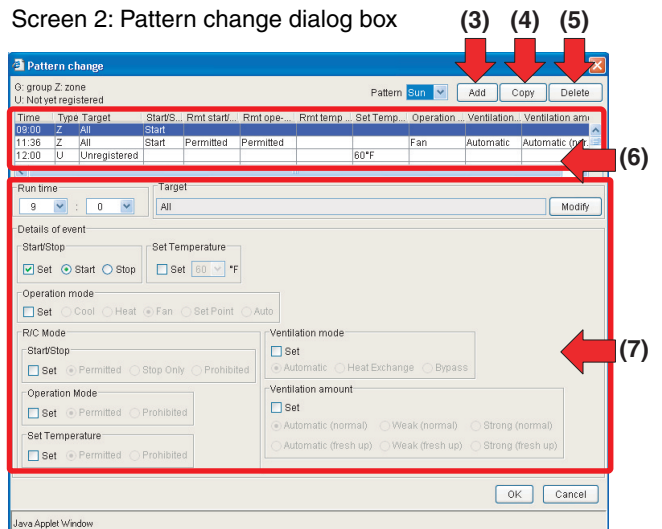 Screen 2: Pattern change dialog box
(3) (4) (5)
Pattern change
G: group Z: zone
U: Not yet registered
Pattern Sun Add Copy Delete
Time Type Target Start/S... Rmt start/... Rmt ope-... Rmt temp ... Set Temp... Operation ... Ventilation... Ventilation amo
09:00 Z All Start
11:36 Z All Start Permitted Permitted Fan Automatic Automatic (nor...
12:00 U Unregistered 60°F
(6)
Run time Target
9 : 0 All Modify
Details of event
Start/Stop Set Temperature
Set Start Stop Set 60 °F
Operation mode
Set Cool Heat Fan Set Point Auto
R/C Mode Ventilation mode
Start/Stop Set
Set Permitted Stop Only Prohibited Automatic Heat Exchange Bypass
(7)
Operation Mode Ventilation amount
Set Permitted Prohibited Set
Automatic (normal) Weak (normal) Strong (normal)
Set Temperature
Set Permitted Prohibited Automatic (fresh up) Weak (fresh up) Strong (fresh up)
OK Cancel
Java Applet Window